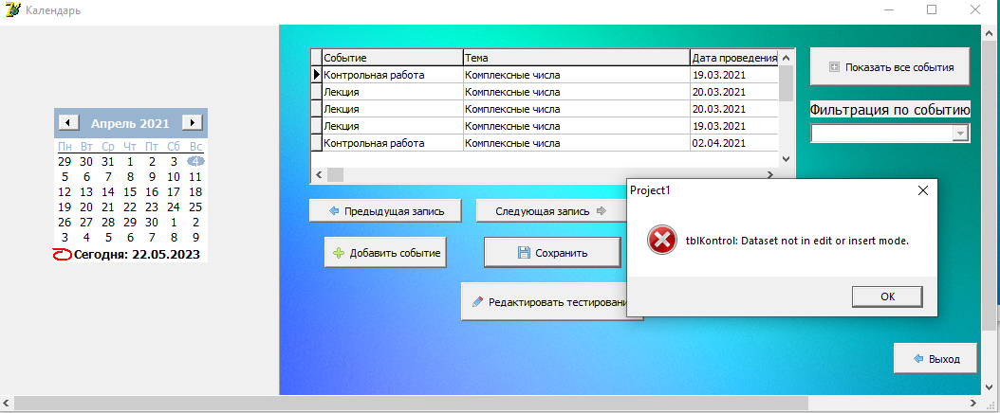 Календарь
Апрель 2021
Пн Вт Ср Чт Пт Сб Вс
29 30 31 1 2 3 4
5 6 7 8 9 10 11
12 13 14 15 16 17 18
19 20 21 22 23 24 25
26 27 28 29 30 1 2
3 4 5 6 7 8 9
Сегодня: 22.05.2023
Событие Тема Дата проведения
Контрольная работа Комплексные числа 19.03.2021
Лекция Комплексные числа 20.03.2021
Лекция Комплексные числа 20.03.2021
Лекция Комплексные числа 19.03.2021
Контрольная работа Комплексные числа 02.04.2021
Показать все события
Фильтрация по событию
Предыдущая запись
Следующая запись
Добавить событие
Сохранить
Редактировать тестирован
Project1
tblKontrol: Dataset not in edit or insert mode.
OK
Выход